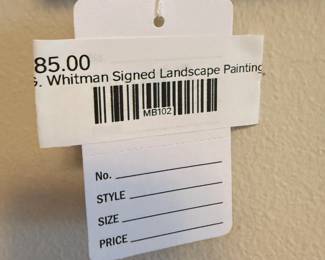 85.00
. Whitman Signed Landscape Painting
MB102
No.
STYLE
SIZE
PRICE